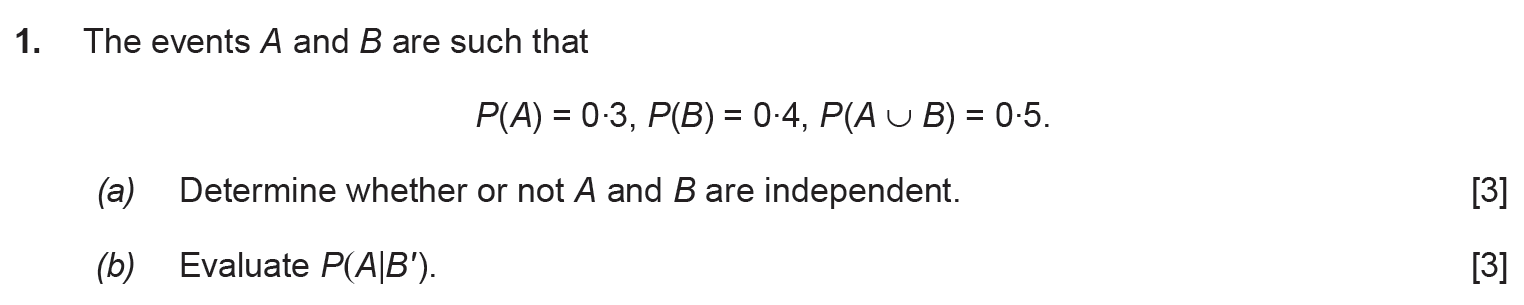 1. The events A and B are such that
P(A) = 0·3, P(B) = 0·4, P(A ∪ B) = 0·5.
(a) Determine whether or not A and B are independent. [3]
(b) Evaluate P(A|B′). [3]